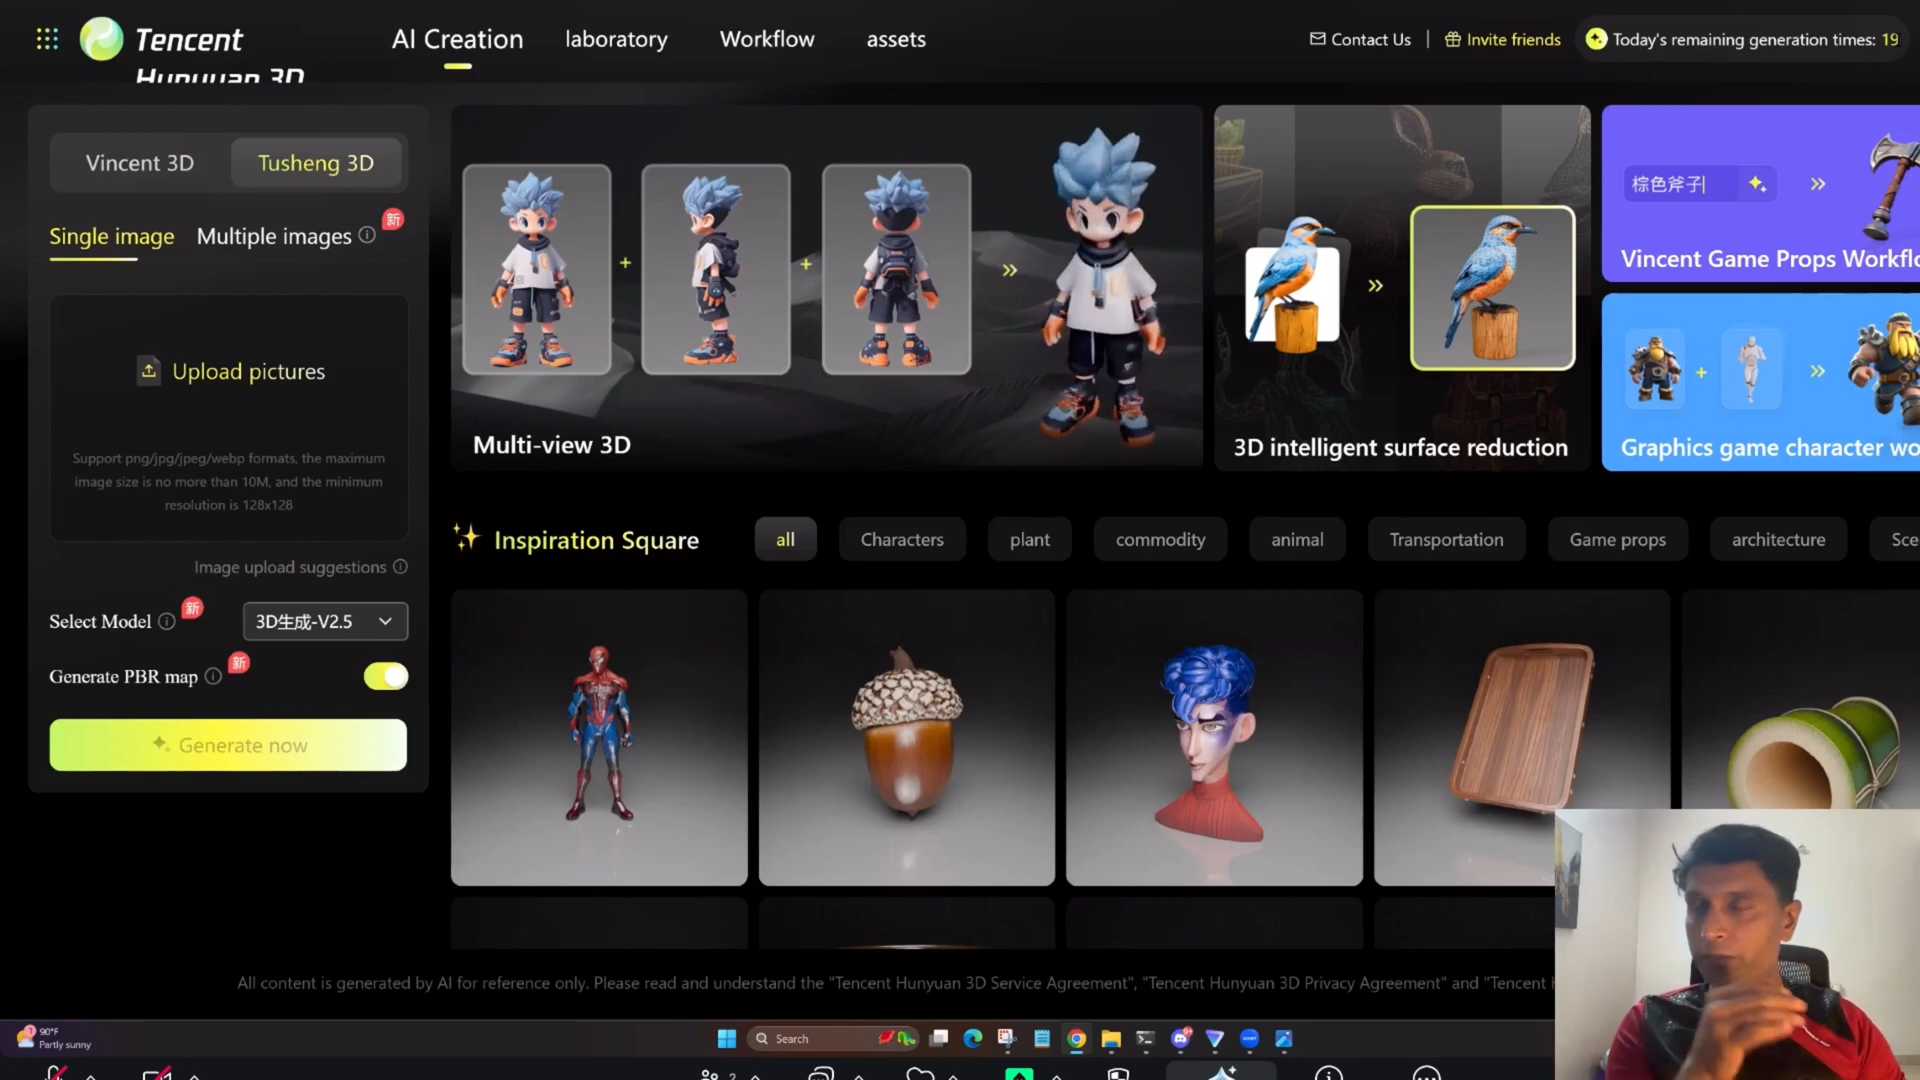 Tencent
Hunyuan 3D
AI Creation
laboratory
Workflow
assets
Contact Us
Invite friends
Today's remaining generation times: 19
Vincent 3D
Tusheng 3D
Single image
Multiple images
新
Upload pictures
Support png/jpg/jpeg/webp formats, the maximum
image size is no more than 10M, and the minimum
resolution is 128x128
Image upload suggestions
Select Model
新
3D生成-V2.5
Generate PBR map
新
Generate now
Multi-view 3D
3D intelligent surface reduction
棕色斧子
Vincent Game Props Workflo
Graphics game character wo
Inspiration Square
all
Characters
plant
commodity
animal
Transportation
Game props
architecture
Sce
All content is generated by AI for reference only. Please read and understand the "Tencent Hunyuan 3D Service Agreement", "Tencent Hunyuan 3D Privacy Agreement" and "Tencent H
1
90°F
Partly sunny
Search
2